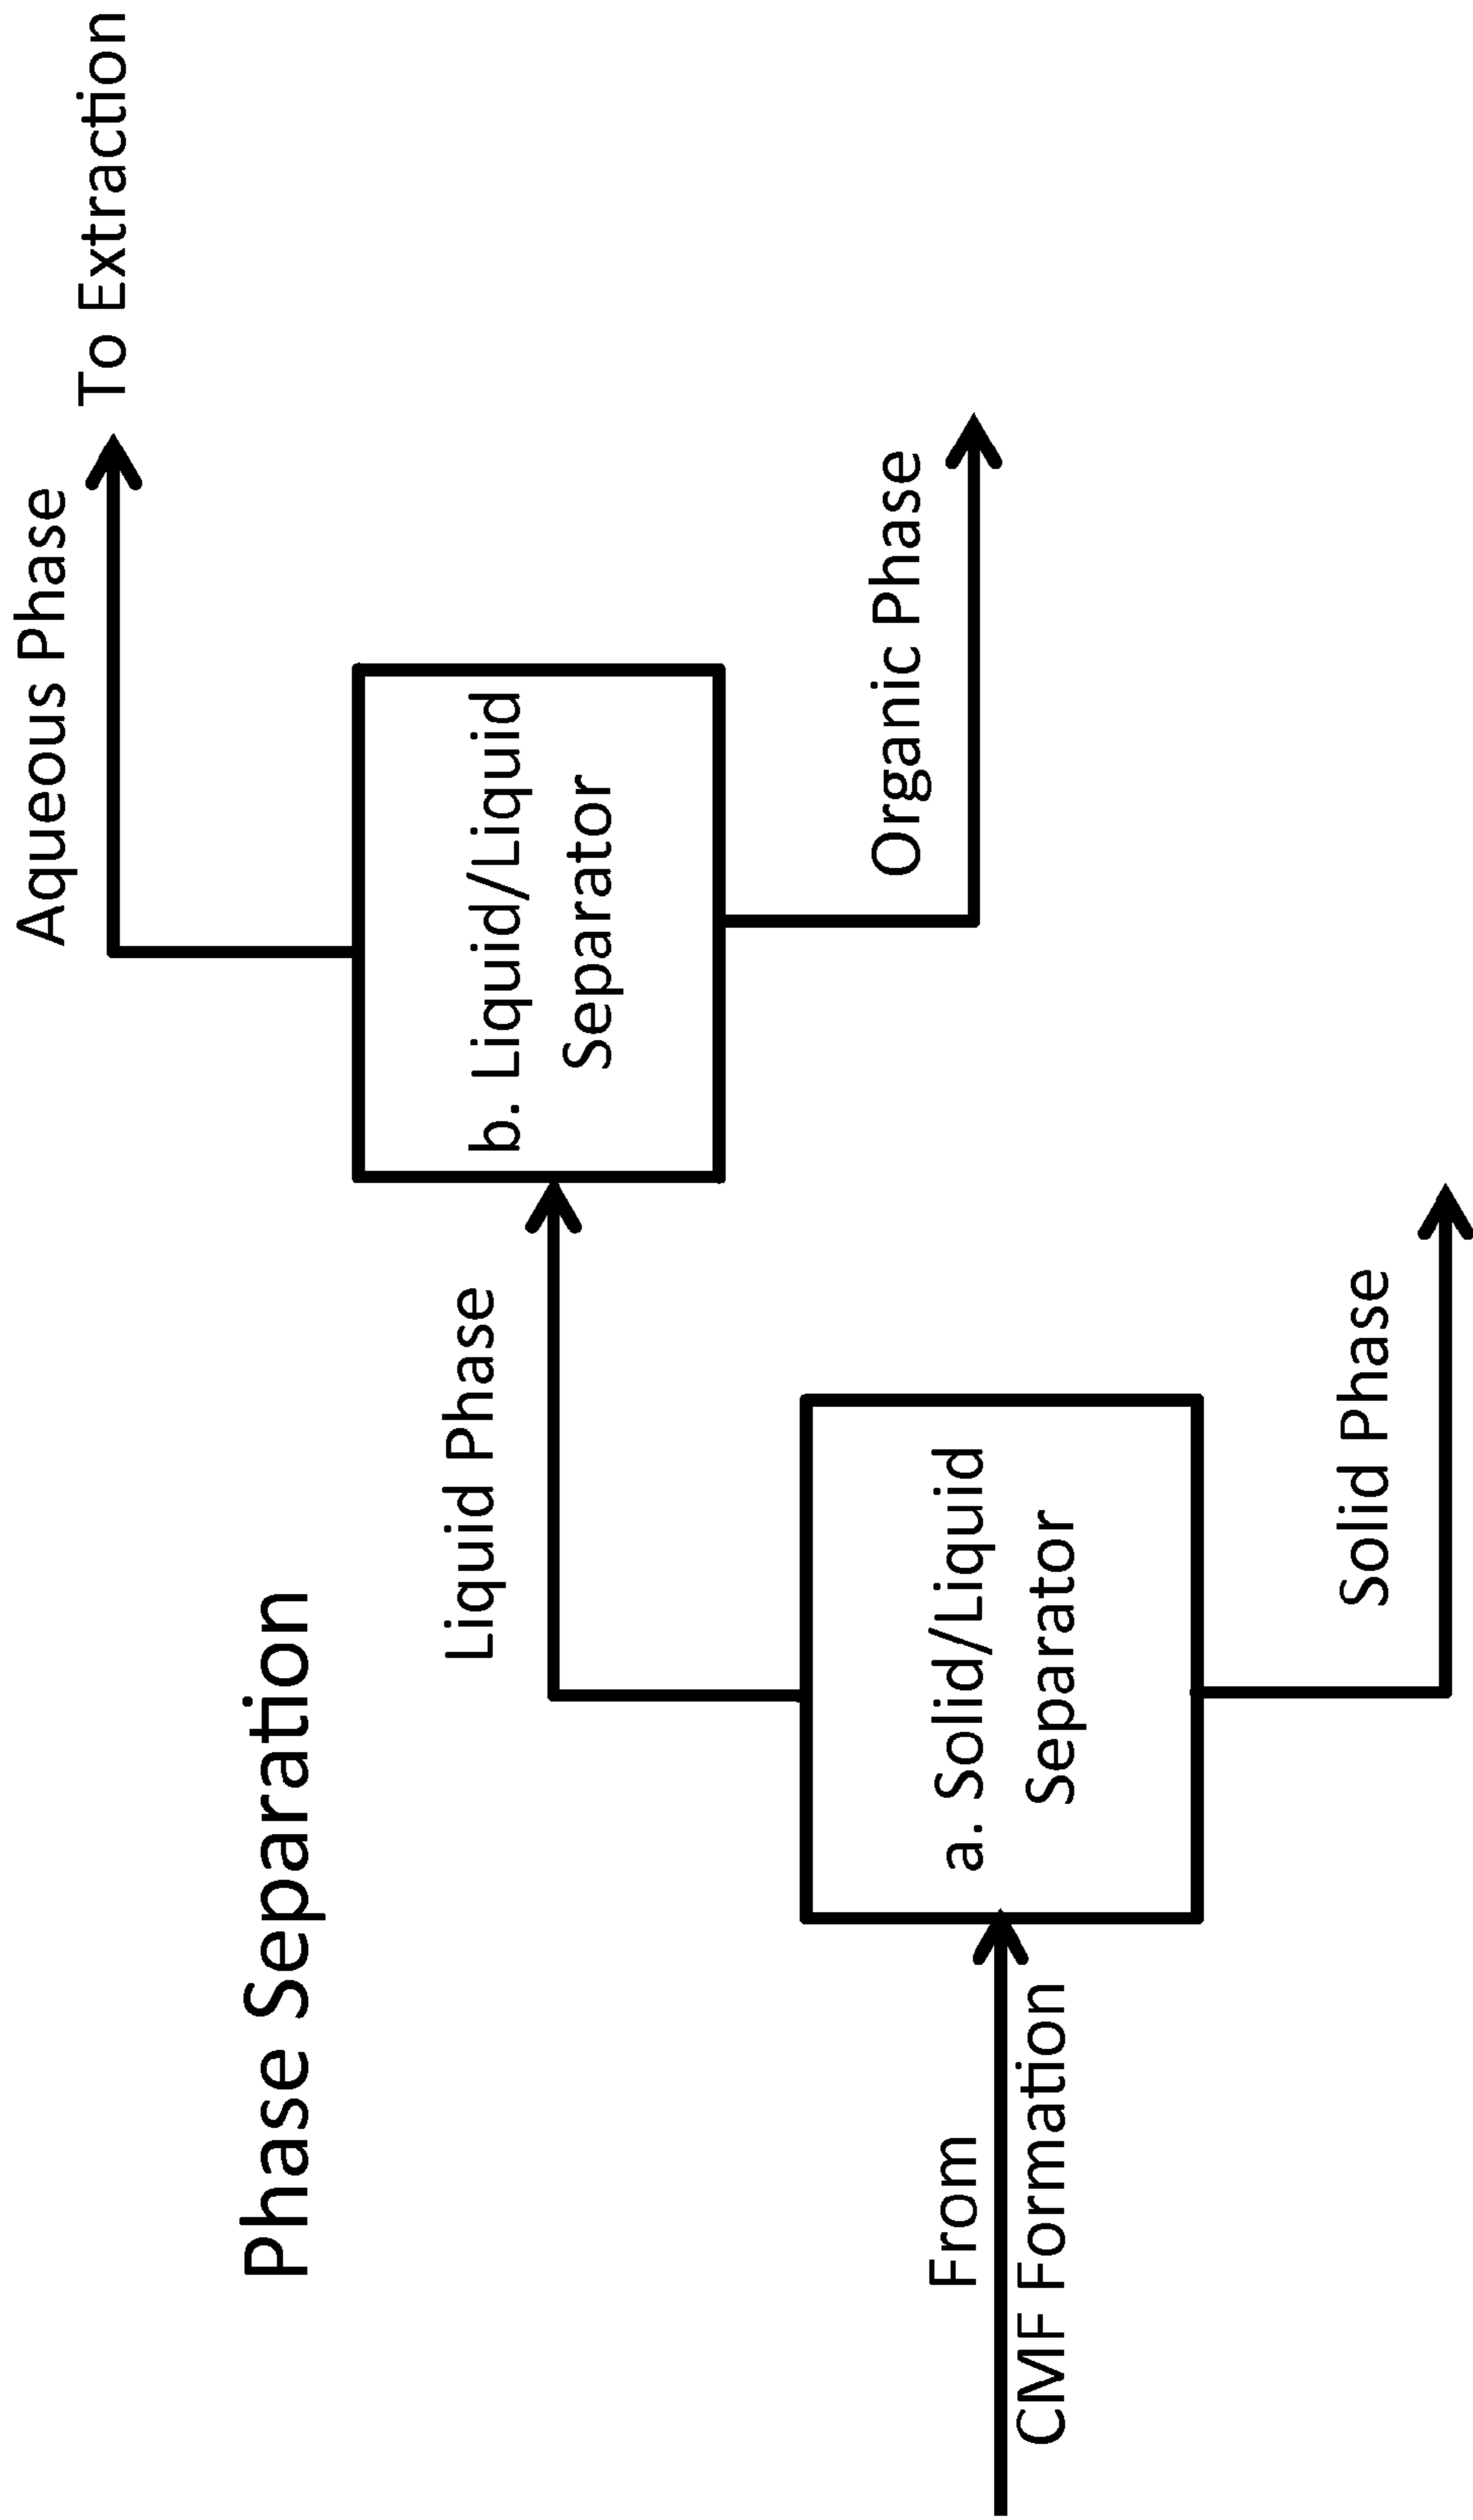 Phase Separation
Aqueous Phase
To Extraction
Liquid Phase
b. Liquid/Liquid
Separator
Organic Phase
From
CMF Formation
a. Solid/Liquid
Separator
Solid Phase